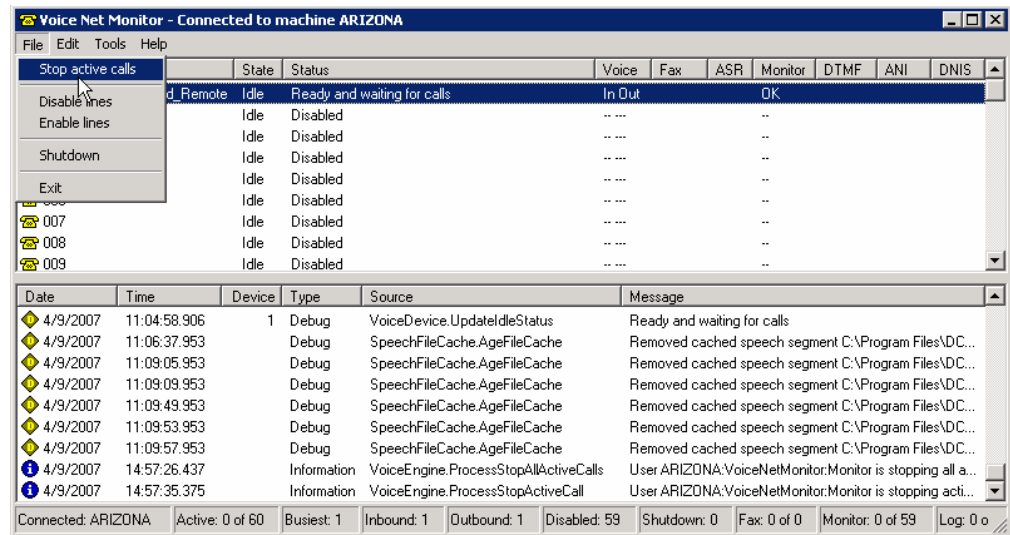 Voice Net Monitor - Connected to machine ARIZONA
File Edit Tools Help
State Status Voice Fax ASR Monitor DTMF ANI DNIS
Stop active calls
Disable lines
Enable lines
Shutdown
Exit
d_Remote Idle Ready and waiting for calls In Out OK
Idle Disabled -- --- --
Idle Disabled -- --- --
Idle Disabled -- --- --
Idle Disabled -- --- --
Idle Disabled -- --- --
007 Idle Disabled -- --- --
008 Idle Disabled -- --- --
009 Idle Disabled -- --- --
Date Time Device Type Source Message
4/9/2007 11:04:58.906 1 Debug VoiceDevice.UpdateIdleStatus Ready and waiting for calls
4/9/2007 11:06:37.953 Debug SpeechFileCache.AgeFileCache Removed cached speech segment C:\Program Files\DC...
4/9/2007 11:09:05.953 Debug SpeechFileCache.AgeFileCache Removed cached speech segment C:\Program Files\DC...
4/9/2007 11:09:09.953 Debug SpeechFileCache.AgeFileCache Removed cached speech segment C:\Program Files\DC...
4/9/2007 11:09:49.953 Debug SpeechFileCache.AgeFileCache Removed cached speech segment C:\Program Files\DC...
4/9/2007 11:09:53.953 Debug SpeechFileCache.AgeFileCache Removed cached speech segment C:\Program Files\DC...
4/9/2007 11:09:57.953 Debug SpeechFileCache.AgeFileCache Removed cached speech segment C:\Program Files\DC...
4/9/2007 14:57:26.437 Information VoiceEngine.ProcessStopAllActiveCalls User ARIZONA:VoiceNetMonitor:Monitor is stopping all a...
4/9/2007 14:57:35.375 Information VoiceEngine.ProcessStopActiveCall User ARIZONA:VoiceNetMonitor:Monitor is stopping acti...
Connected: ARIZONA Active: 0 of 60 Busiest: 1 Inbound: 1 Outbound: 1 Disabled: 59 Shutdown: 0 Fax: 0 of 0 Monitor: 0 of 59 Log: 0 o